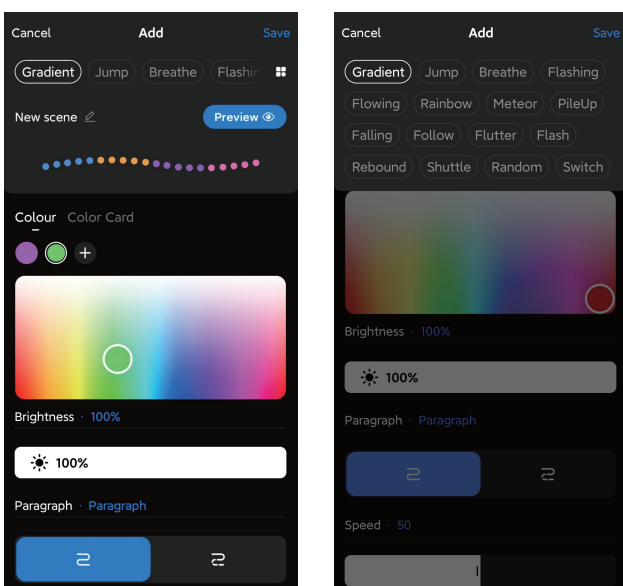 Cancel Add Save
Gradient Jump Breathe Flashin
New scene Preview
Colour Color Card
Brightness · 100%
100%
Paragraph · Paragraph
Cancel Add Save
Gradient Jump Breathe Flashing
Flowing Rainbow Meteor PileUp
Falling Follow Flutter Flash
Rebound Shuttle Random Switch
Brightness · 100%
100%
Paragraph · Paragraph
Speed · 50